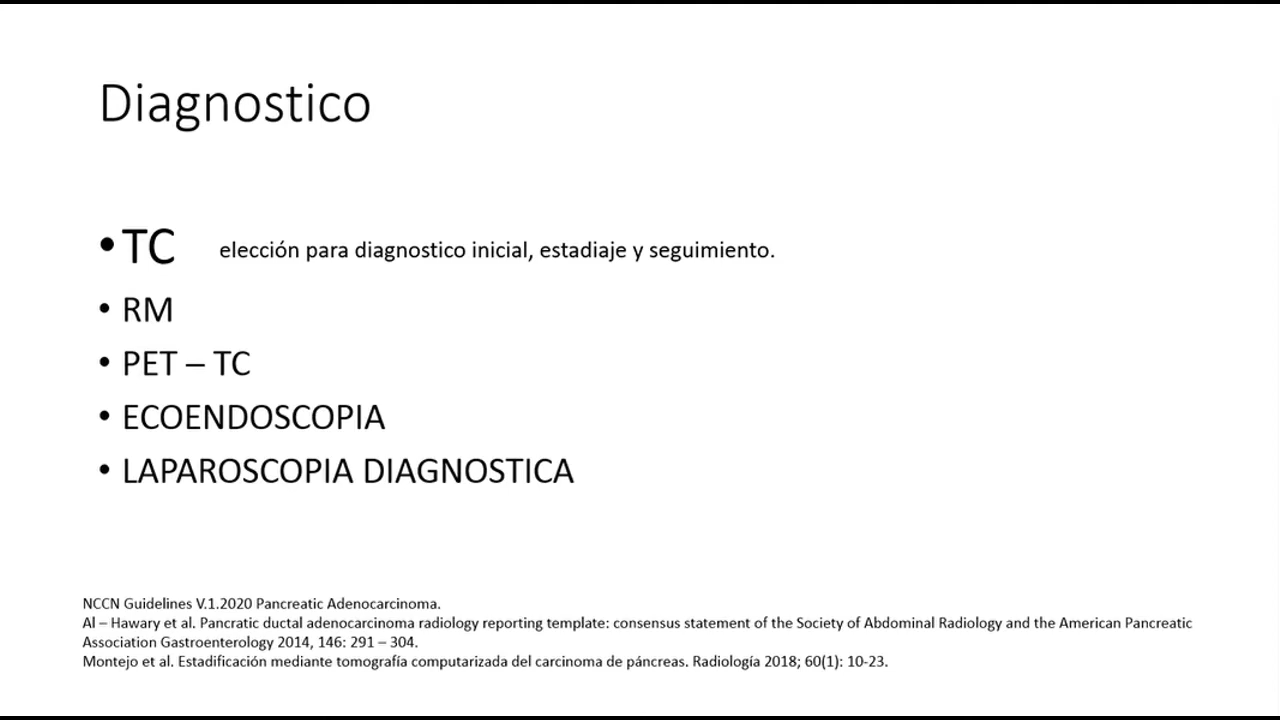 Diagnostico
• TC elección para diagnostico inicial, estadiaje y seguimiento.
• RM
• PET – TC
• ECOENDOSCOPIA
• LAPAROSCOPIA DIAGNOSTICA
NCCN Guidelines V.1.2020 Pancreatic Adenocarcinoma.
Al – Hawary et al. Pancratic ductal adenocarcinoma radiology reporting template: consensus statement of the Society of Abdominal Radiology and the American Pancreatic
Association Gastroenterology 2014, 146: 291 – 304.
Montejo et al. Estadificación mediante tomografía computarizada del carcinoma de páncreas. Radiología 2018; 60(1): 10-23.